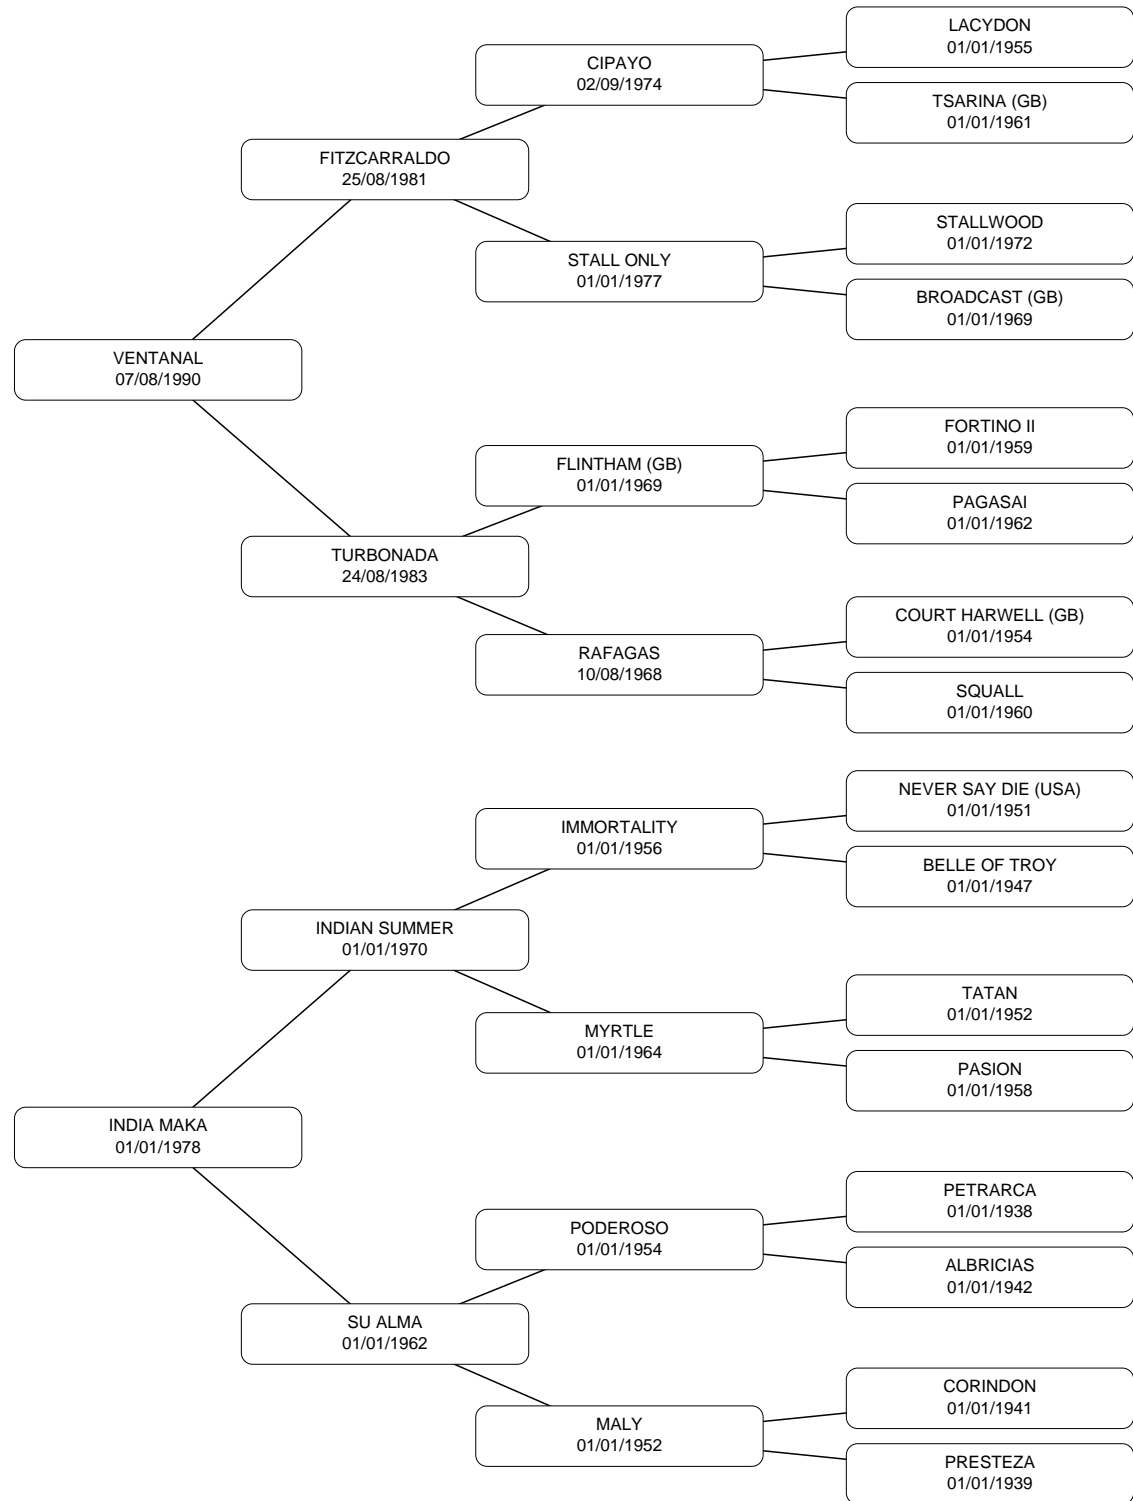 LACYDON
01/01/1955
CIPAYO
02/09/1974
TSARINA (GB)
01/01/1961
FITZCARRALDO
25/08/1981
STALLWOOD
01/01/1972
STALL ONLY
01/01/1977
BROADCAST (GB)
01/01/1969
VENTANAL
07/08/1990
FORTINO II
01/01/1959
FLINTHAM (GB)
01/01/1969
PAGASAI
01/01/1962
TURBONADA
24/08/1983
COURT HARWELL (GB)
01/01/1954
RAFAGAS
10/08/1968
SQUALL
01/01/1960
NEVER SAY DIE (USA)
01/01/1951
IMMORTALITY
01/01/1956
BELLE OF TROY
01/01/1947
INDIAN SUMMER
01/01/1970
TATAN
01/01/1952
MYRTLE
01/01/1964
PASION
01/01/1958
INDIA MAKA
01/01/1978
PETRARCA
01/01/1938
PODEROSO
01/01/1954
ALBRICIAS
01/01/1942
SU ALMA
01/01/1962
CORINDON
01/01/1941
MALY
01/01/1952
PRESTEZA
01/01/1939